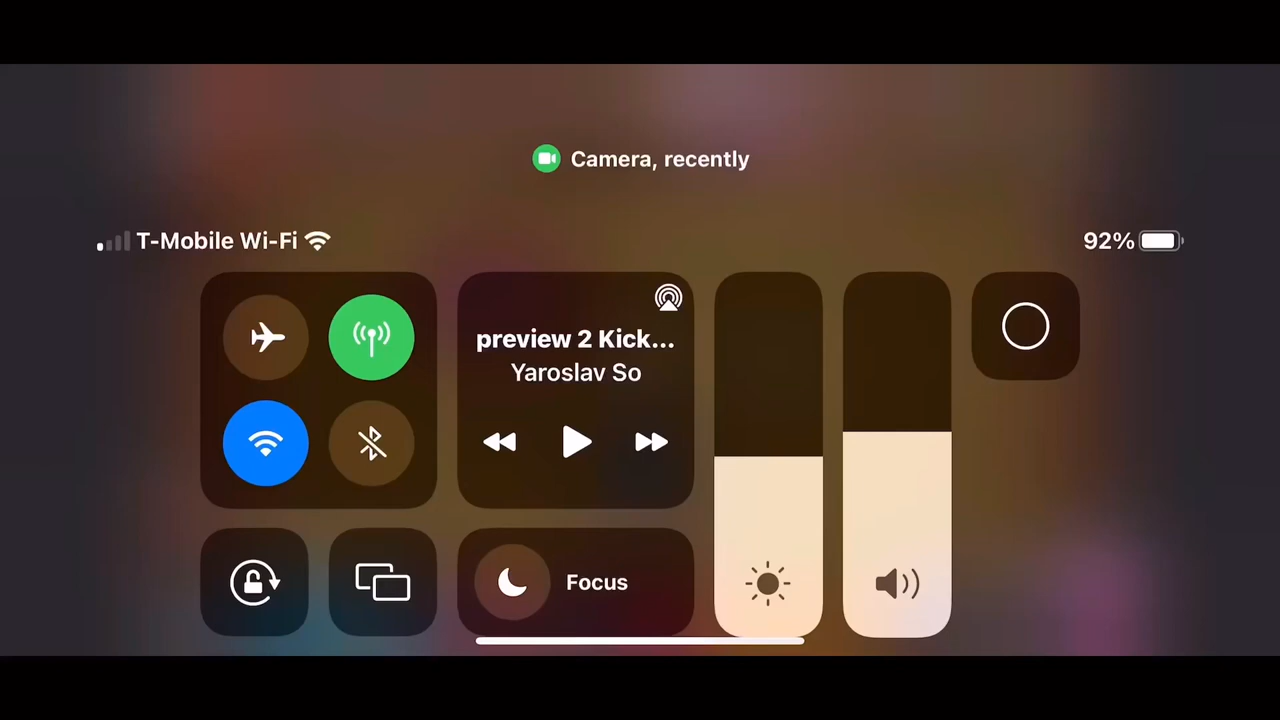 Camera, recently
T-Mobile Wi-Fi
92%
preview 2 Kick...
Yaroslav So
Focus